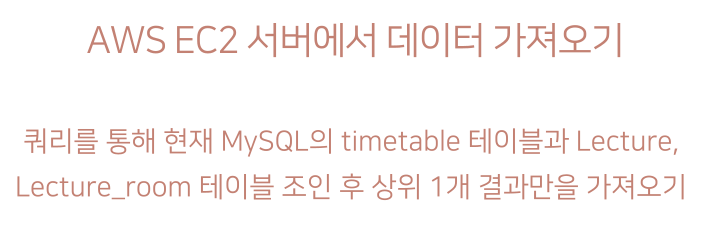 AWS EC2 서버에서 데이터 가져오기
쿼리를 통해 현재 MySQL의 timetable 테이블과 Lecture,
Lecture_room 테이블 조인 후 상위 1개 결과만을 가져오기